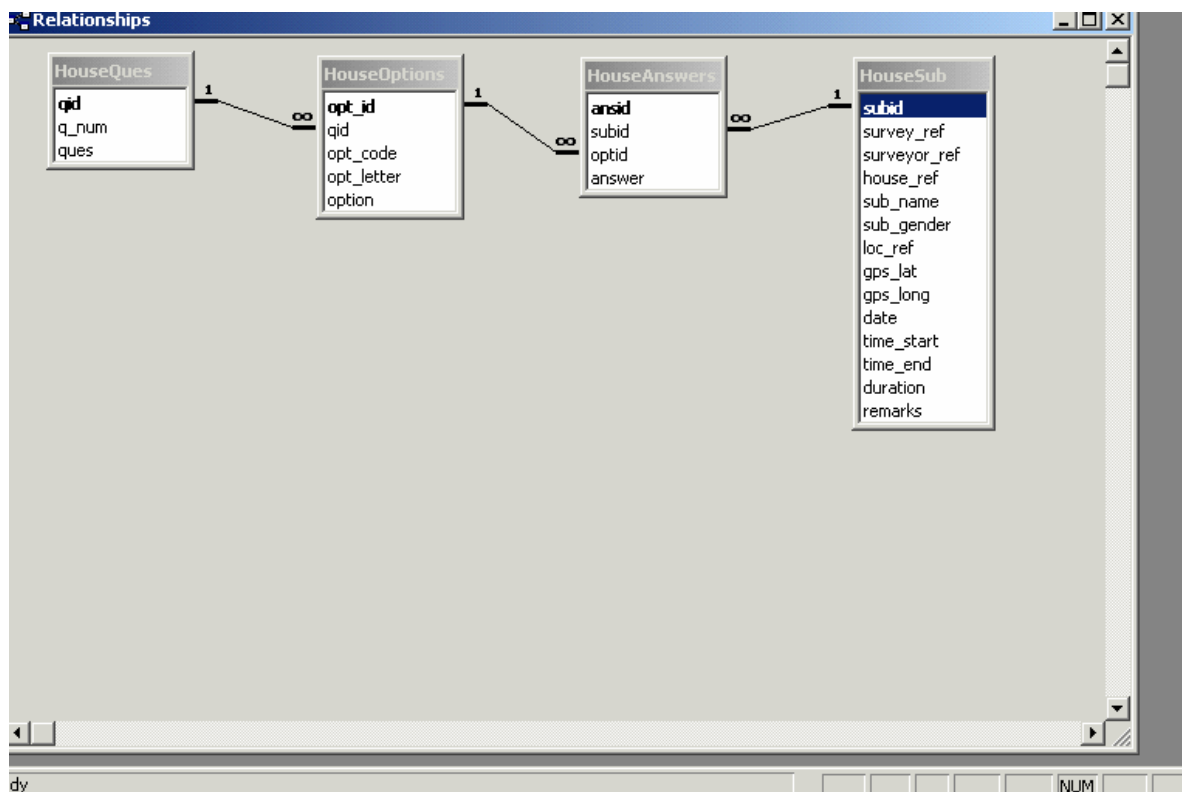 Relationships
HouseQues
qid
q_num
ques
1
∞
HouseOptions
opt_id
qid
opt_code
opt_letter
option
1
∞
HouseAnswers
ansid
subid
optid
answer
∞
1
HouseSub
subid
survey_ref
surveyor_ref
house_ref
sub_name
sub_gender
loc_ref
gps_lat
gps_long
date
time_start
time_end
duration
remarks
dy
NUM